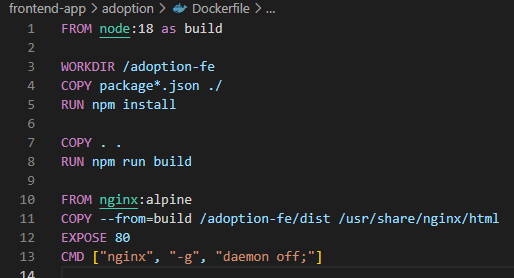 frontend-app > adoption > Dockerfile > ...
1 FROM node:18 as build
2
3 WORKDIR /adoption-fe
4 COPY package*.json ./
5 RUN npm install
6
7 COPY . .
8 RUN npm run build
9
10 FROM nginx:alpine
11 COPY --from=build /adoption-fe/dist /usr/share/nginx/html
12 EXPOSE 80
13 CMD ["nginx", "-g", "daemon off;"]
14